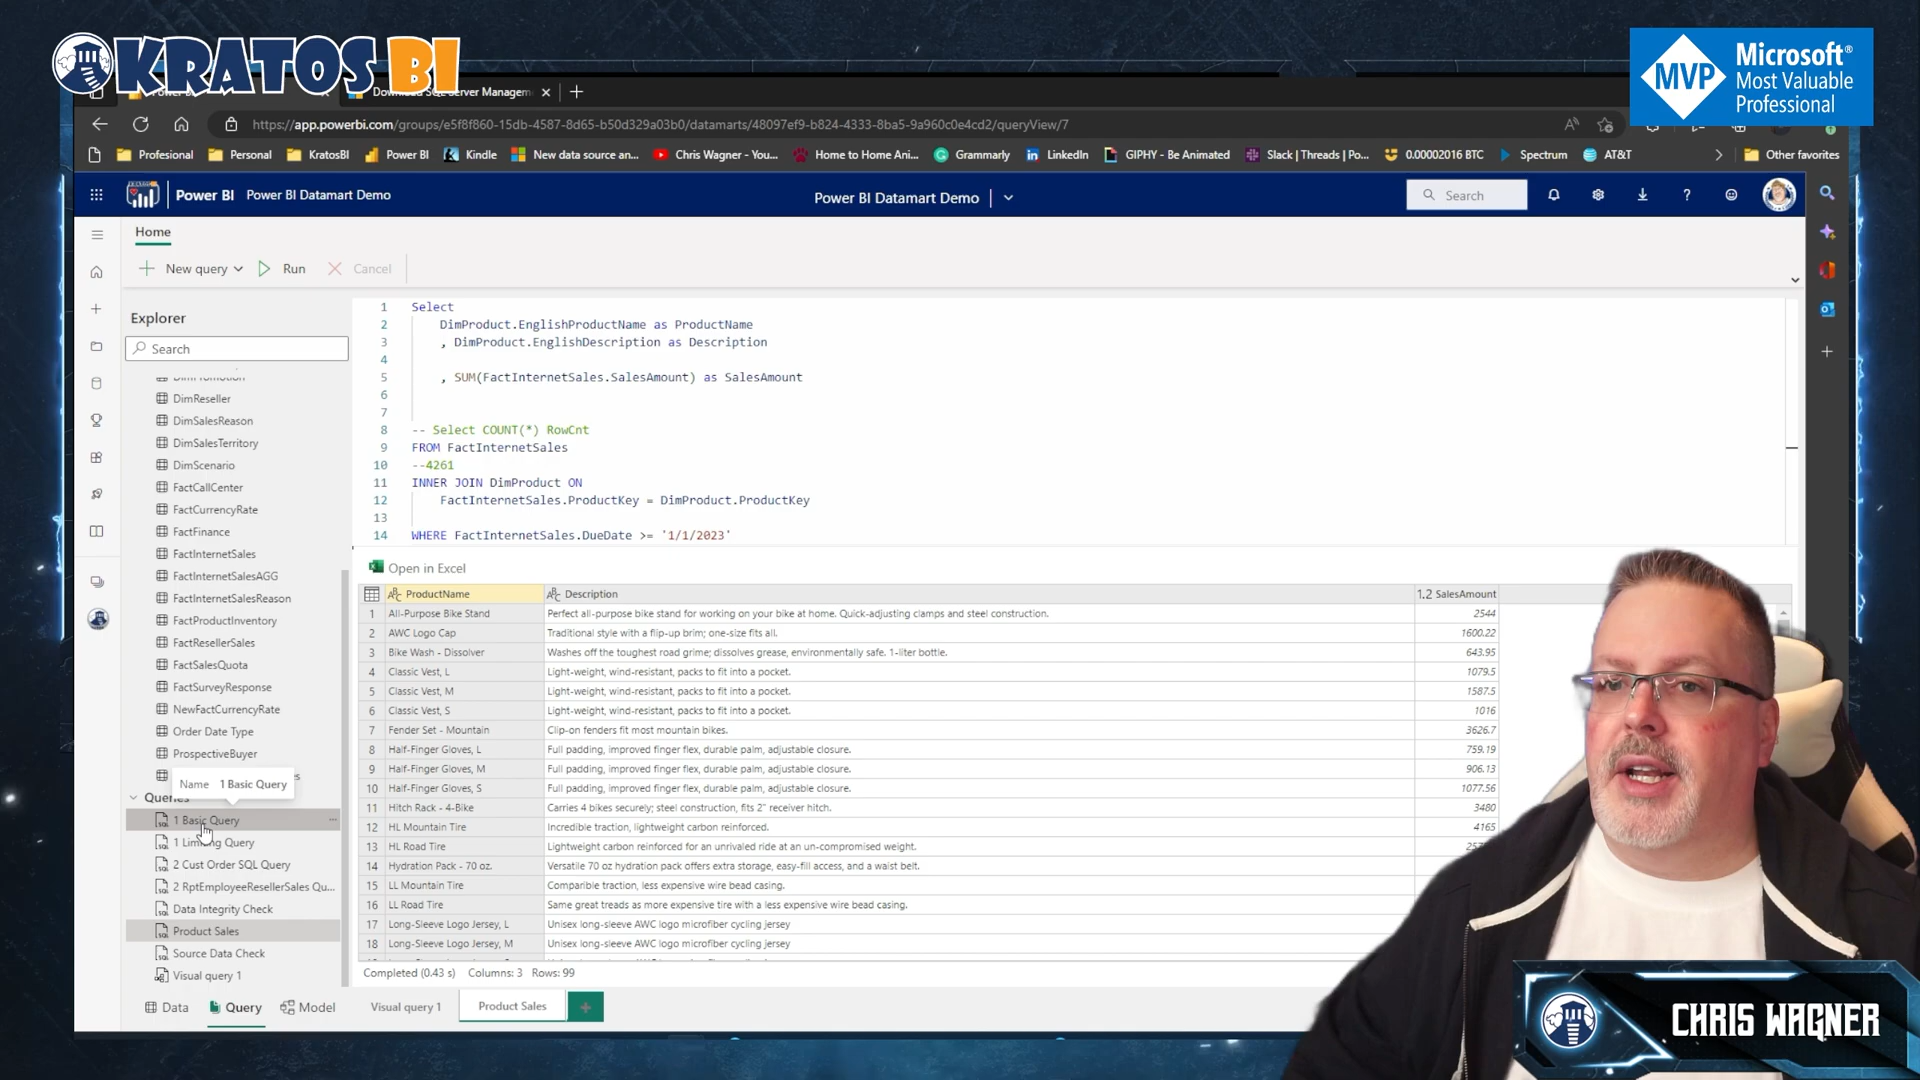 KRATOS BI
Microsoft®
Most Valuable
Professional
MVP
Download SQL Server Managem
https://app.powerbi.com/groups/e5f8f860-15db-4587-8d65-b50d329a03b0/datamarts/48097ef9-b824-4333-8ba5-9a960c0e4cd2/queryView/7
Profesional
Personal
KratosBI
Power BI
Kindle
New data source an...
Chris Wagner - You...
Home to Home Ani...
Grammarly
LinkedIn
GIPHY - Be Animated
Slack | Threads | Po...
0.00002016 BTC
Spectrum
AT&T
Other favorites
Power BI Power BI Datamart Demo
Power BI Datamart Demo
Search
Home
New query
Run
Cancel
Explorer
Search
DimPromotion
DimReseller
DimSalesReason
DimSalesTerritory
DimScenario
FactCallCenter
FactCurrencyRate
FactFinance
FactInternetSales
FactInternetSalesAGG
FactInternetSalesReason
FactProductInventory
FactResellerSales
FactSalesQuota
FactSurveyResponse
NewFactCurrencyRate
Order Date Type
ProspectiveBuyer
Name 1 Basic Query
Queries
1 Basic Query
1 Limiting Query
2 Cust Order SQL Query
2 RptEmployeeResellerSales Qu...
Data Integrity Check
Product Sales
Source Data Check
Visual query 1
1 Select
2 DimProduct.EnglishProductName as ProductName
3 , DimProduct.EnglishDescription as Description
4
5 , SUM(FactInternetSales.SalesAmount) as SalesAmount
6
7
8 -- Select COUNT(*) RowCnt
9 FROM FactInternetSales
10 --4261
11 INNER JOIN DimProduct ON
12 FactInternetSales.ProductKey = DimProduct.ProductKey
13
14 WHERE FactInternetSales.DueDate >= '1/1/2023'
Open in Excel
ProductName Description 1.2 SalesAmount
1 All-Purpose Bike Stand Perfect all-purpose bike stand for working on your bike at home. Quick-adjusting clamps and steel construction. 2544
2 AWC Logo Cap Traditional style with a flip-up brim; one-size fits all. 1600.22
3 Bike Wash - Dissolver Washes off the toughest road grime; dissolves grease, environmentally safe. 1-liter bottle. 643.95
4 Classic Vest, L Light-weight, wind-resistant, packs to fit into a pocket. 1079.5
5 Classic Vest, M Light-weight, wind-resistant, packs to fit into a pocket. 1587.5
6 Classic Vest, S Light-weight, wind-resistant, packs to fit into a pocket. 1016
7 Fender Set - Mountain Clip-on fenders fit most mountain bikes. 3626.7
8 Half-Finger Gloves, L Full padding, improved finger flex, durable palm, adjustable closure. 759.19
9 Half-Finger Gloves, M Full padding, improved finger flex, durable palm, adjustable closure. 906.13
10 Half-Finger Gloves, S Full padding, improved finger flex, durable palm, adjustable closure. 1077.56
11 Hitch Rack - 4-Bike Carries 4 bikes securely; steel construction, fits 2" receiver hitch. 3480
12 HL Mountain Tire Incredible traction, lightweight carbon reinforced. 4165
13 HL Road Tire Lightweight carbon reinforced for an unrivaled ride at an un-compromised weight.
14 Hydration Pack - 70 oz. Versatile 70 oz hydration pack offers extra storage, easy-fill access, and a waist belt.
15 LL Mountain Tire Comparible traction, less expensive wire bead casing.
16 LL Road Tire Same great treads as more expensive tire with a less expensive wire bead casing.
17 Long-Sleeve Logo Jersey, L Unisex long-sleeve AWC logo microfiber cycling jersey
18 Long-Sleeve Logo Jersey, M Unisex long-sleeve AWC logo microfiber cycling jersey
Completed (0.43 s) Columns: 3 Rows: 99
Data
Query
Model
Visual query 1
Product Sales
CHRIS WAGNER